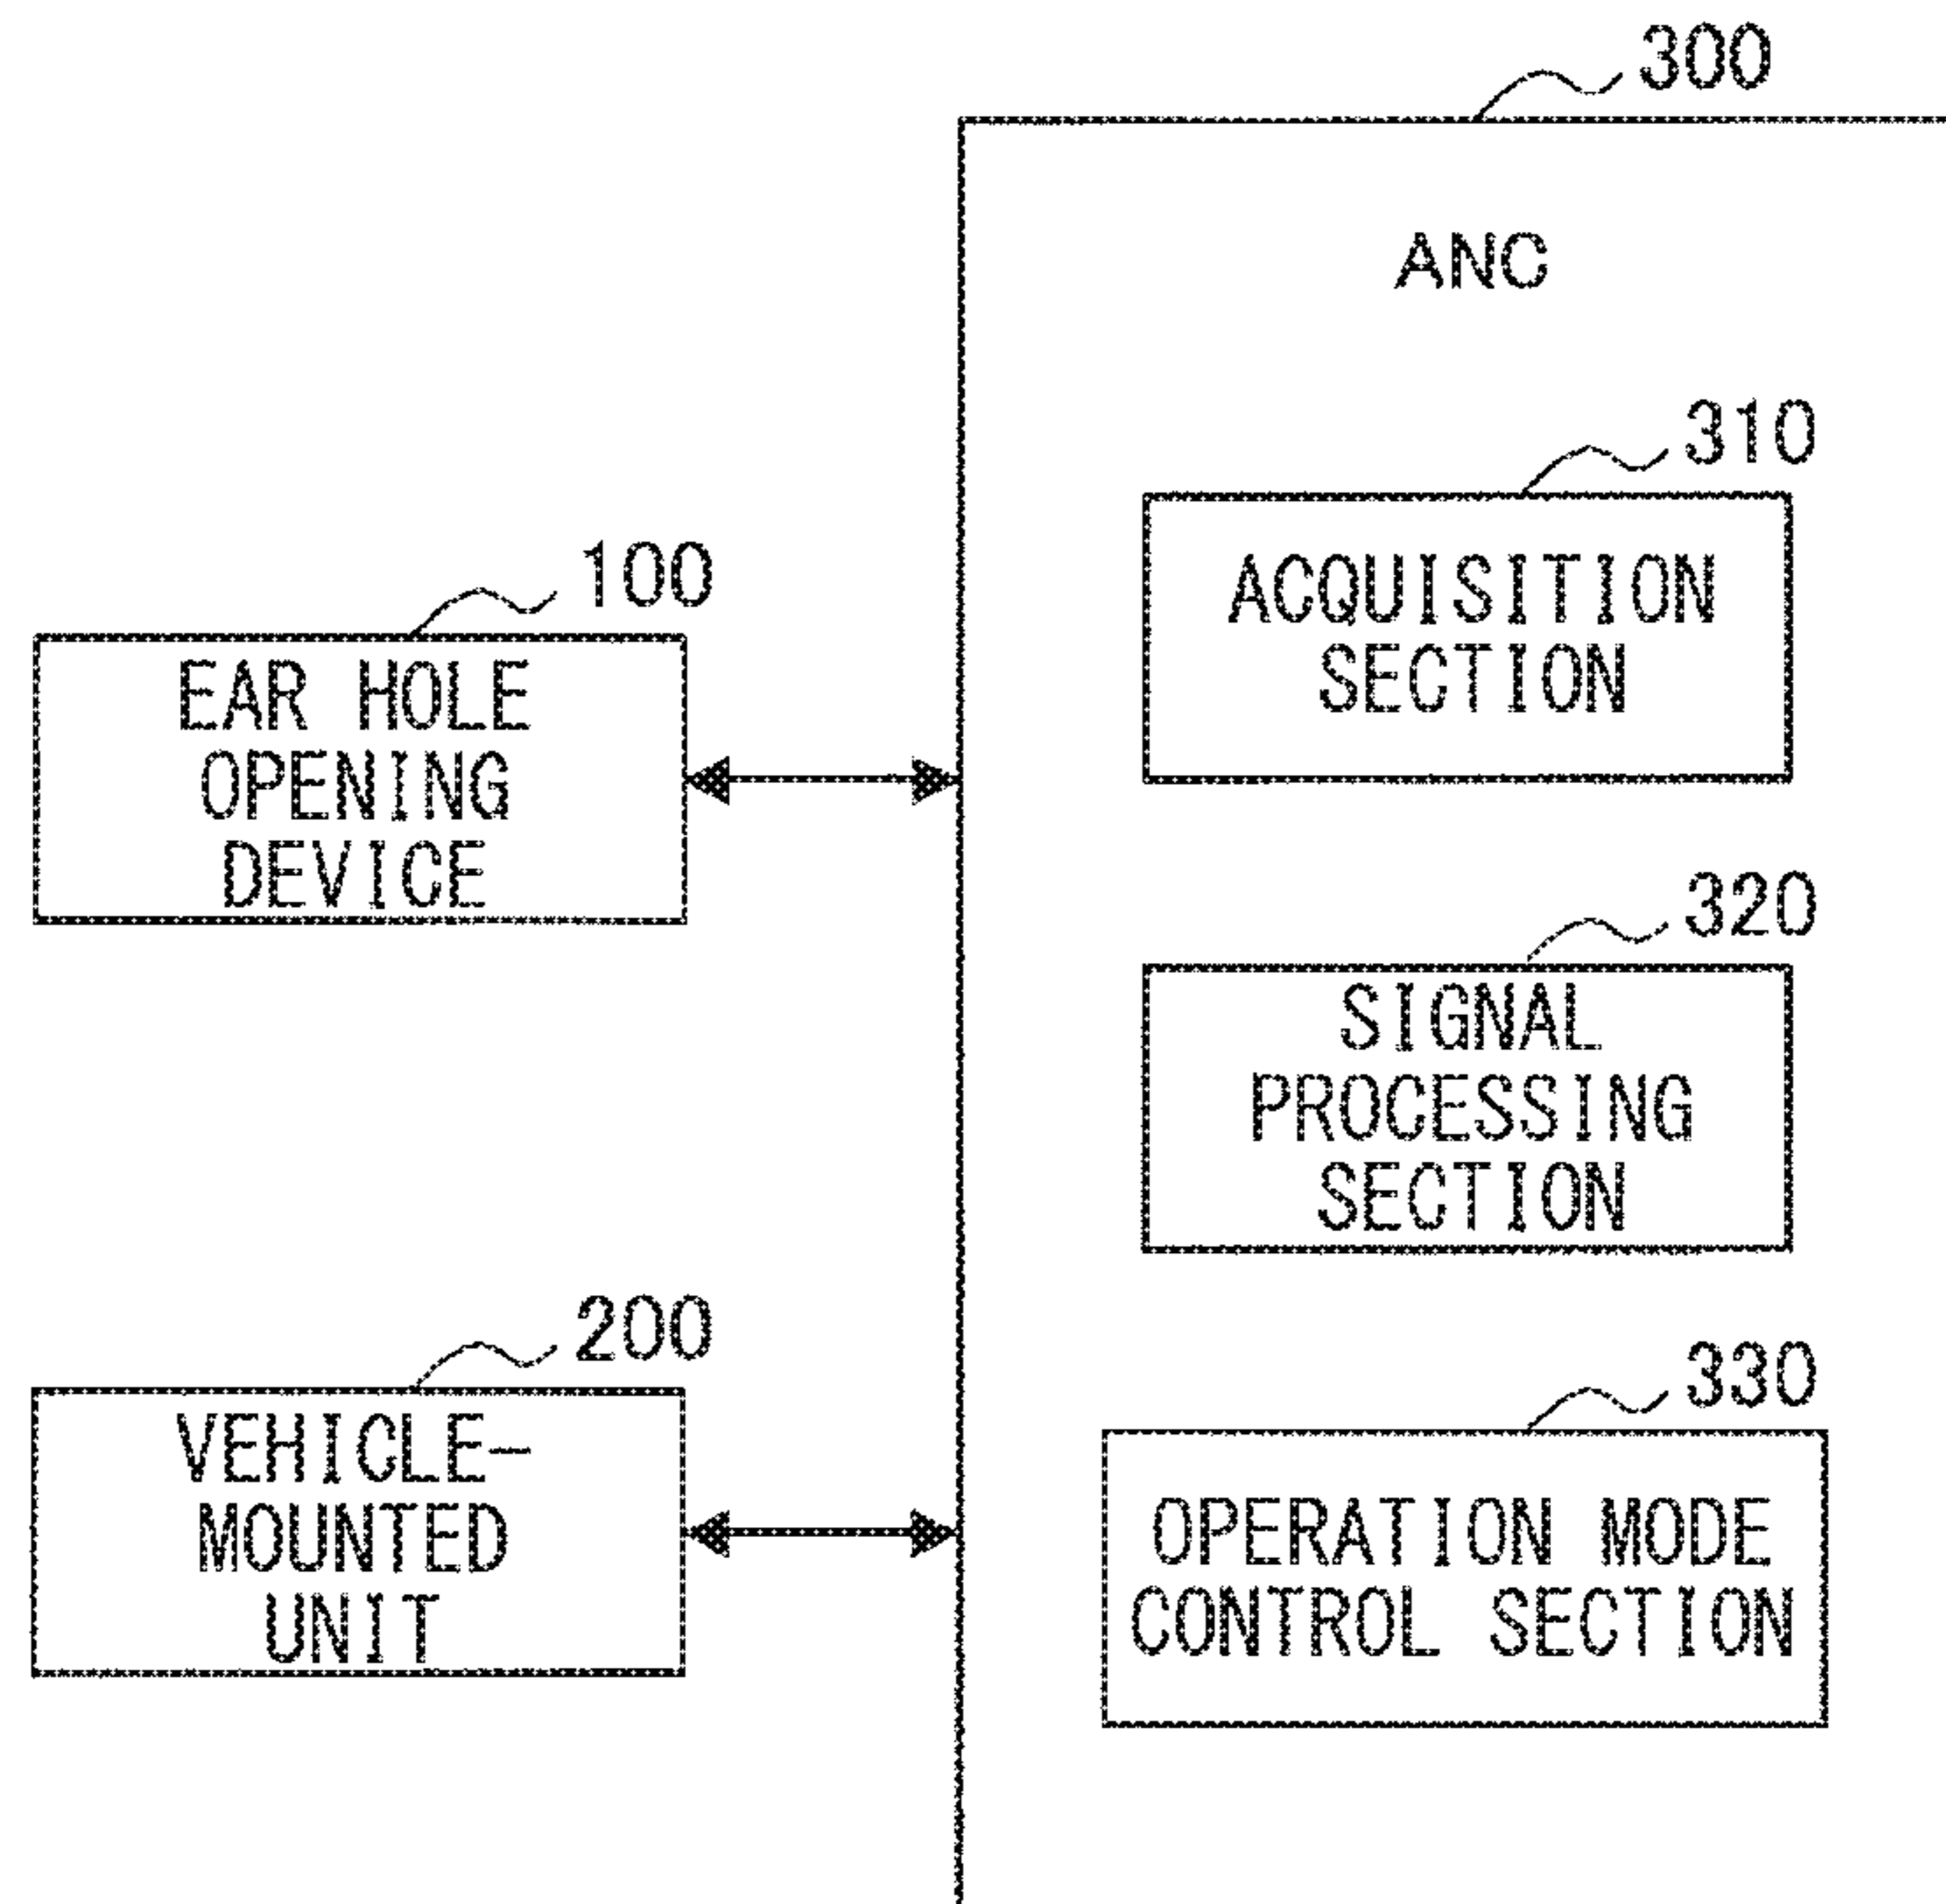 300
ANC
310
ACQUISITION
SECTION
100
EAR HOLE
OPENING
DEVICE
320
SIGNAL
PROCESSING
SECTION
200
VEHICLE-
MOUNTED
UNIT
330
OPERATION MODE
CONTROL SECTION